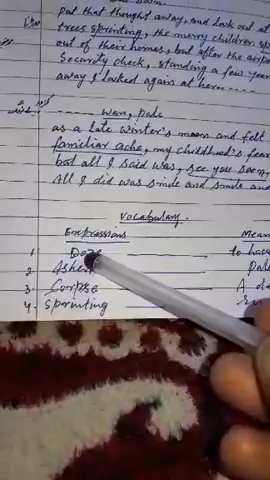 put that thought away, and look out at
trees sprinting, the merry children
out of their homes, but after the
Security check, standing a few
away I looked again at her......
wan, pale
as a late winter's moon and felt
familiar ache, my childhood's fear
but all I said was, see you soon,
All I did was smile and smile and
Vocabulary.
Expressions Mean
1. to have
2. Ashen Pale
3. Corpse A d
4. Sprinting